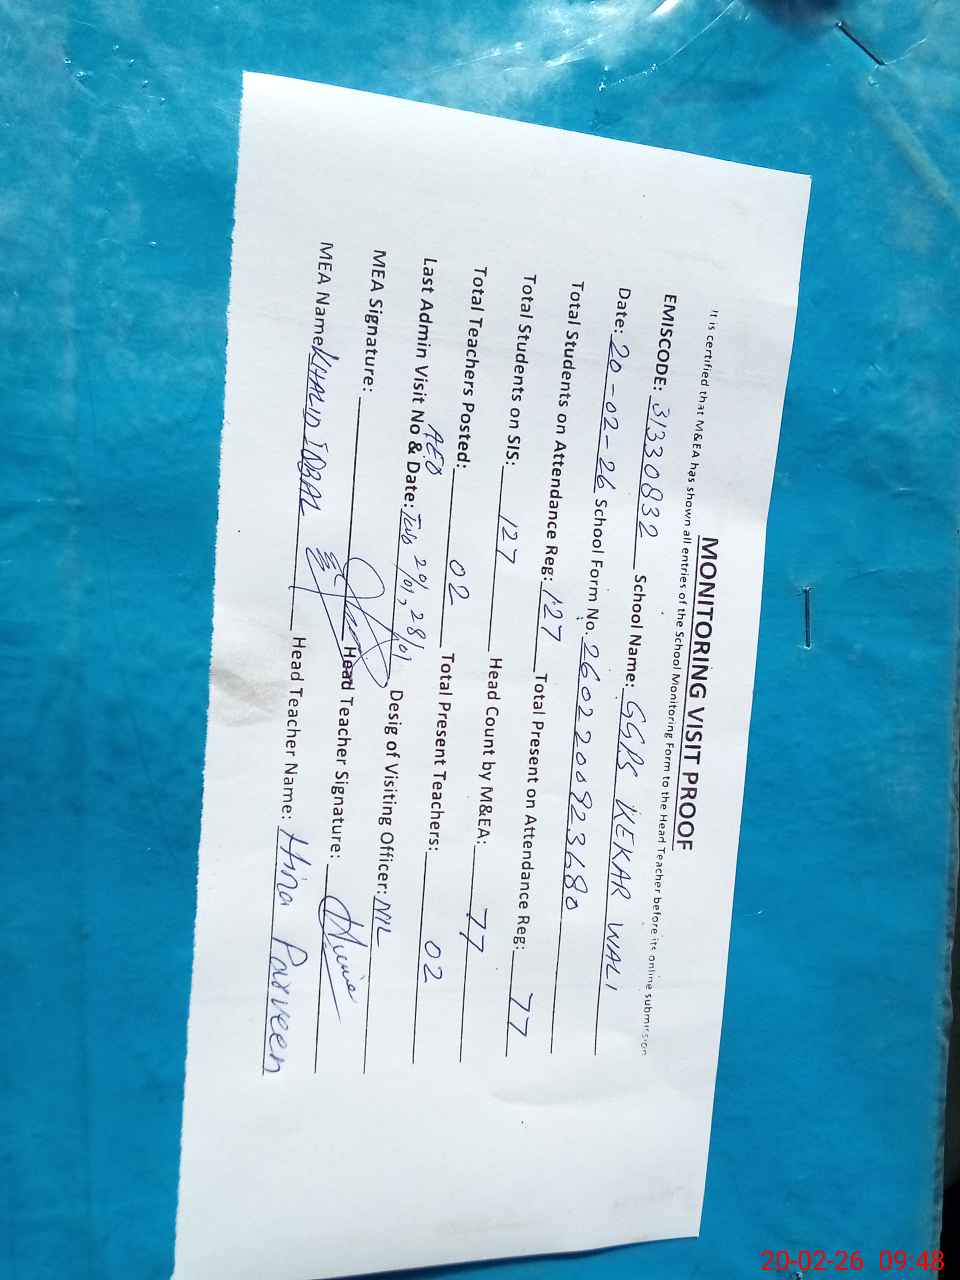 MONITORING VISIT PROOF
It is certified that M&EA has shown all entries of the School Monitoring Form to the Head Teacher before its online submission
EMISCODE: 31330832 School Name: GGPS KEKAR WALI
Date: 20-02-26 School Form No. 2602200923680
Total Students on Attendance Reg: 127 Total Present on Attendance Reg: 77
Total Students on SIS: 127 Head Count by M&EA: 77
Total Teachers Posted: 02 Total Present Teachers: 02
AEO
Last Admin Visit No & Date: 28/01 Desig of Visiting Officer: NIL
MEA Signature: Head Teacher Signature:
MEA Name KHALID IQBAL Head Teacher Name: Hina Parveen
20-02-26 09:48